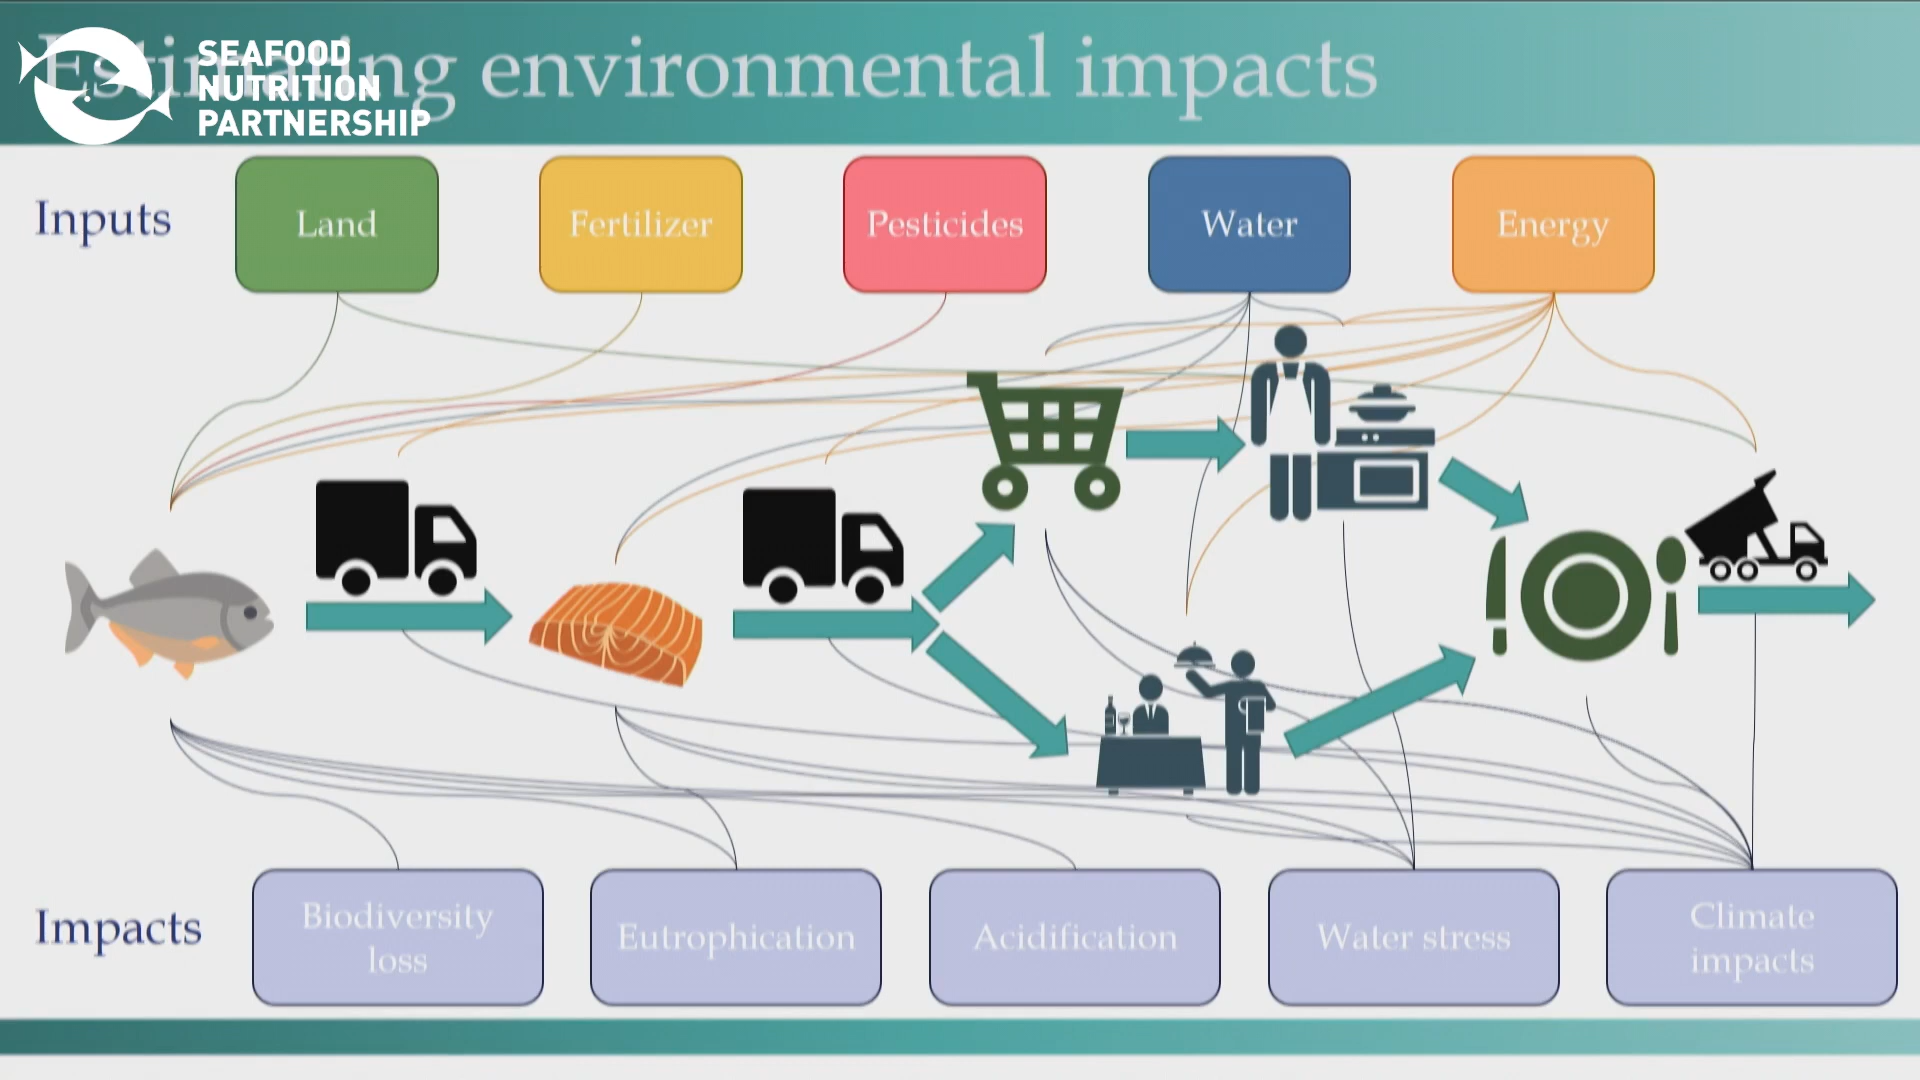 Estimating environmental impacts
SEAFOOD
NUTRITION
PARTNERSHIP
Inputs
Land
Fertilizer
Pesticides
Water
Energy
Impacts
Biodiversity
loss
Eutrophication
Acidification
Water stress
Climate
impacts